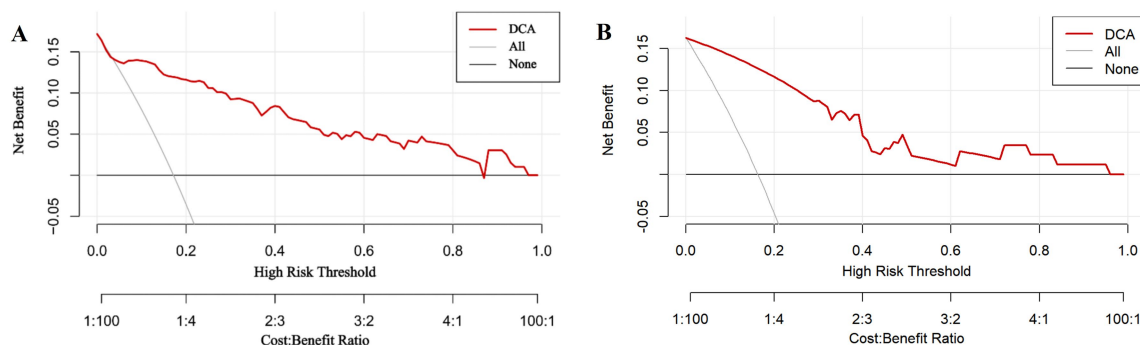 A
Net Benefit
0.15
0.05
-0.05
DCA
All
None
0.0 0.2 0.4 0.6 0.8 1.0
High Risk Threshold
1:100 1:4 2:3 3:2 4:1 100:1
Cost:Benefit Ratio
B
Net Benefit
0.15
0.05
-0.05
DCA
All
None
0.0 0.2 0.4 0.6 0.8 1.0
High Risk Threshold
1:100 1:4 2:3 3:2 4:1 100:1
Cost:Benefit Ratio